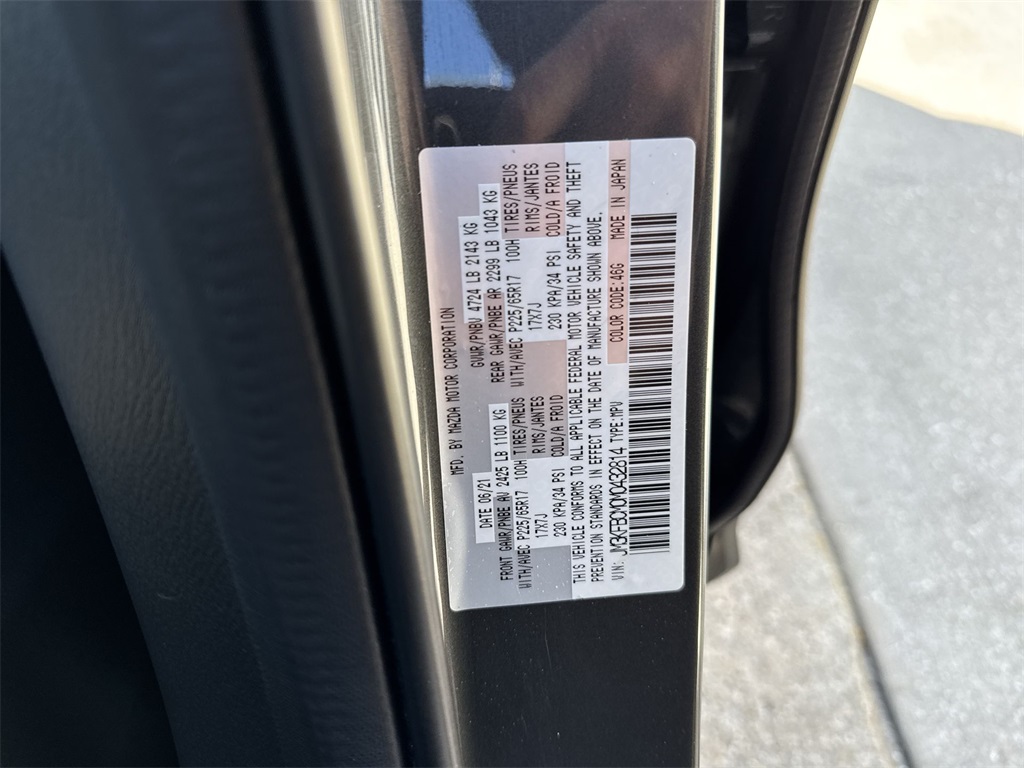 MFD. BY MAZDA MOTOR CORPORATION
DATE 06/21 GVWR/PNBV 4724 LB 2143 KG
FRONT GAWR/PNBE AV 2425 LB 1100 KG REAR GAWR/PNBE AR 2299 LB 1043 KG
WITH/AVEC P225/65R17 100H TIRES/PNEUS WITH/AVEC P225/65R17 100H TIRES/PNEUS
17X7J RIMS/JANTES 17X7J RIMS/JANTES
230 KPA/34 PSI COLD/A FROID 230 KPA/34 PSI COLD/A FROID
THIS VEHICLE CONFORMS TO ALL APPLICABLE FEDERAL MOTOR VEHICLE SAFETY AND THEFT
PREVENTION STANDARDS IN EFFECT ON THE DATE OF MANUFACTURE SHOWN ABOVE.
VIN: JM3KFBCX0M0432814 TYPE:MPV COLOR CODE:46G MADE IN JAPAN